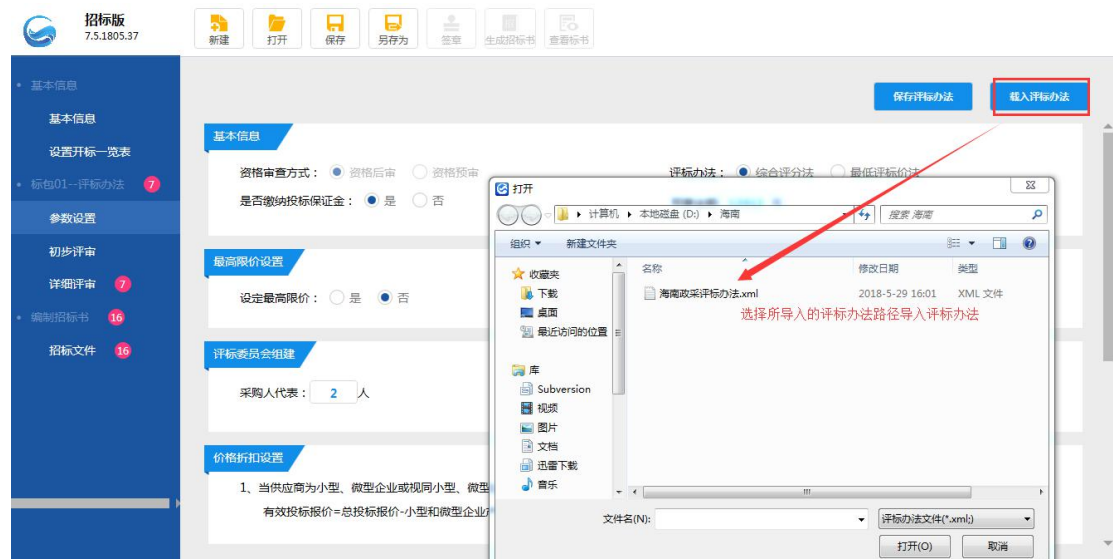 招标版
7.5.1805.37
新建 打开 保存 另存为 签章 生成招标书 查看标书
基本信息
基本信息
设置开标一览表
标包01--评标办法 7
参数设置
初步评审
详细评审 7
编制招标书 16
招标文件 16
保存评标办法 载入评标办法
基本信息
资格审查方式： 资格后审 资格预审 评标办法： 综合评分法 最低评标价法
是否缴纳投标保证金： 是 否
最高限价设置
设定最高限价： 是 否
评标委员会组建
采购人代表： 2 人
价格折扣设置
1、当供应商为小型、微型企业或视同小型、微型
有效投标报价=总投标报价-小型和微型企业
打开
计算机 本地磁盘 (D:) 海南
搜索 海南
组织 新建文件夹
收藏夹
下载
桌面
最近访问的位置
库
Subversion
视频
图片
文档
迅雷下载
音乐
名称 修改日期 类型
海南政采评标办法.xml 2018-5-29 16:01 XML 文件
选择所导入的评标办法路径导入评标办法
文件名(N): 评标办法文件(*.xml;)
打开(O) 取消